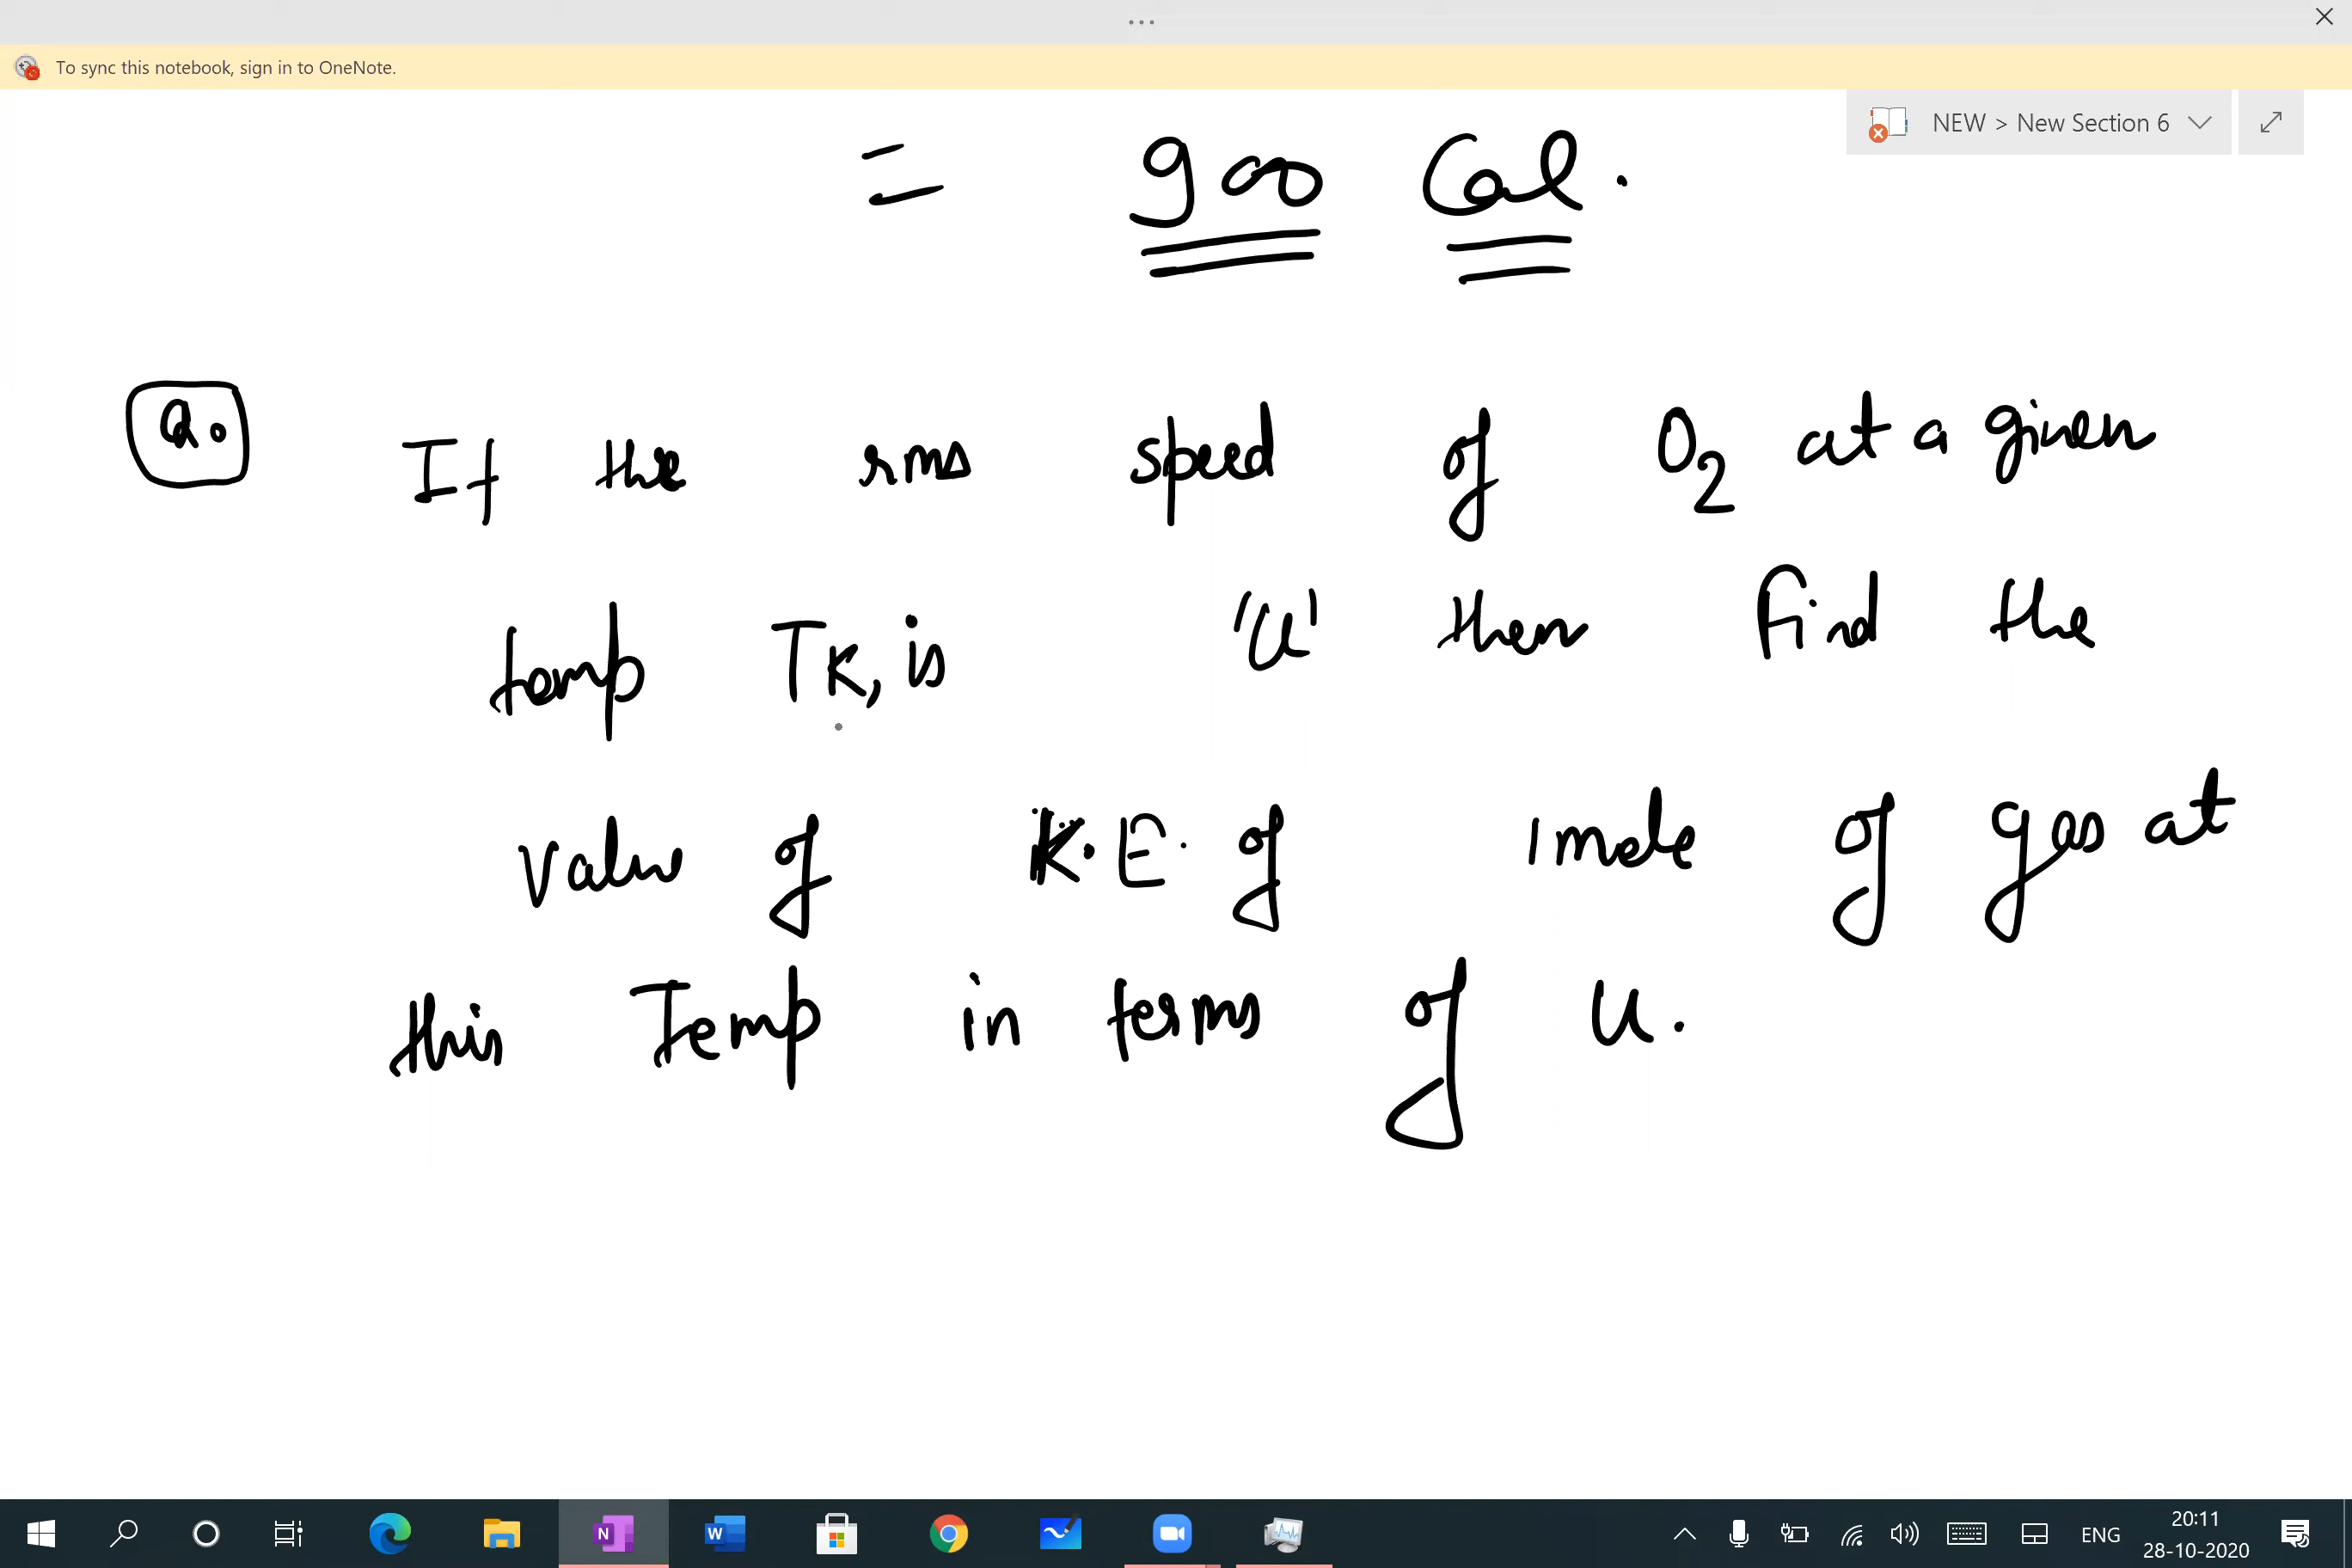 To sync this notebook, sign in to OneNote.
NEW > New Section 6
= 900 Cal.
Q. If the rms speed of O2 at a given
temp TK, is 'U' then find the
value of K.E. of 1mole of gas at
this Temp in terms of U.
N
W
ENG
20:11
28-10-2020